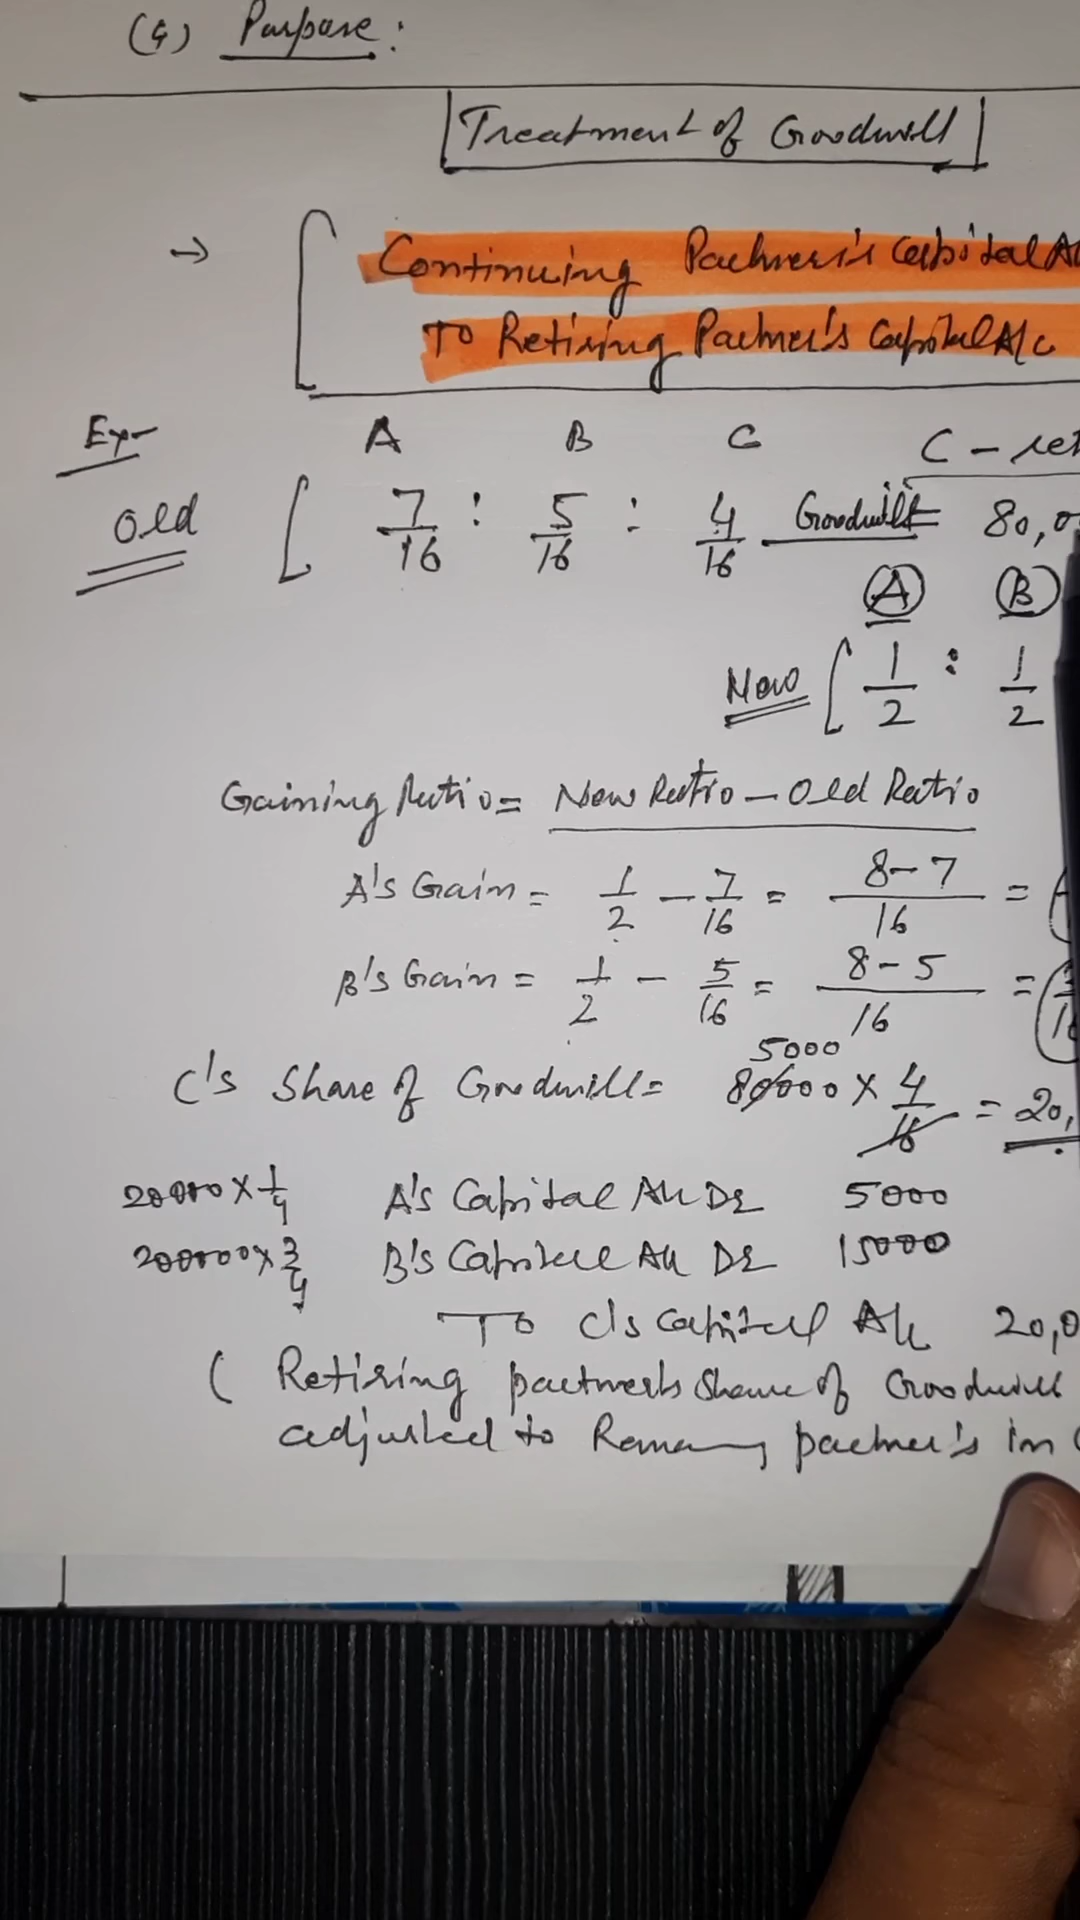 (4) Purpose:
Treatment of Goodwill
→ Continuing Partner's Capital A/c
To Retiring Partner's Capital A/c
Ex- A B C C - ret
Old [ 7/16 : 5/16 : 4/16 Goodwill = 80,0
A B
New [ 1/2 : 1/2
Gaining Ratio = New Ratio - Old Ratio
A's Gain = 1/2 - 7/16 = 8-7/16 =
B's Gain = 1/2 - 5/16 = 8-5/16 = 3/16
5000
C's Share of Goodwill = 80000 × 4/16 = 20,
20000 × 1/4 A's Capital A/c Dr 5000
200000 × 3/4 B's Capital A/c Dr 15000
To C's Capital A/c 20,0
( Retiring partner's Share of Goodwill
adjusted to Remaining partner's in